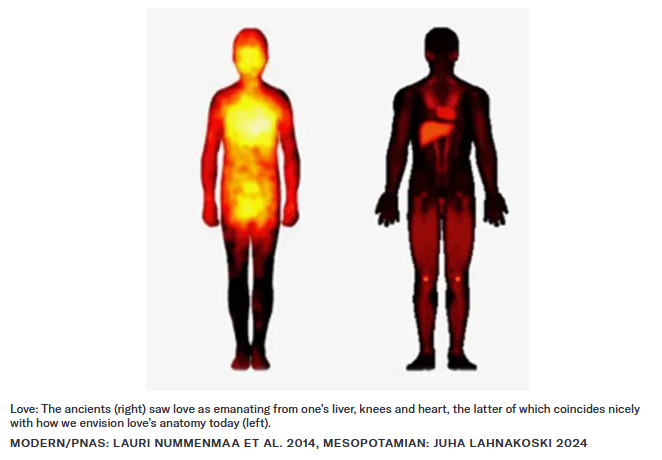 Love: The ancients (right) saw love as emanating from one’s liver, knees and heart, the latter of which coincides nicely
with how we envision love’s anatomy today (left).
MODERN/PNAS: LAURI NUMMENMAA ET AL. 2014, MESOPOTAMIAN: JUHA LAHNAKOSKI 2024